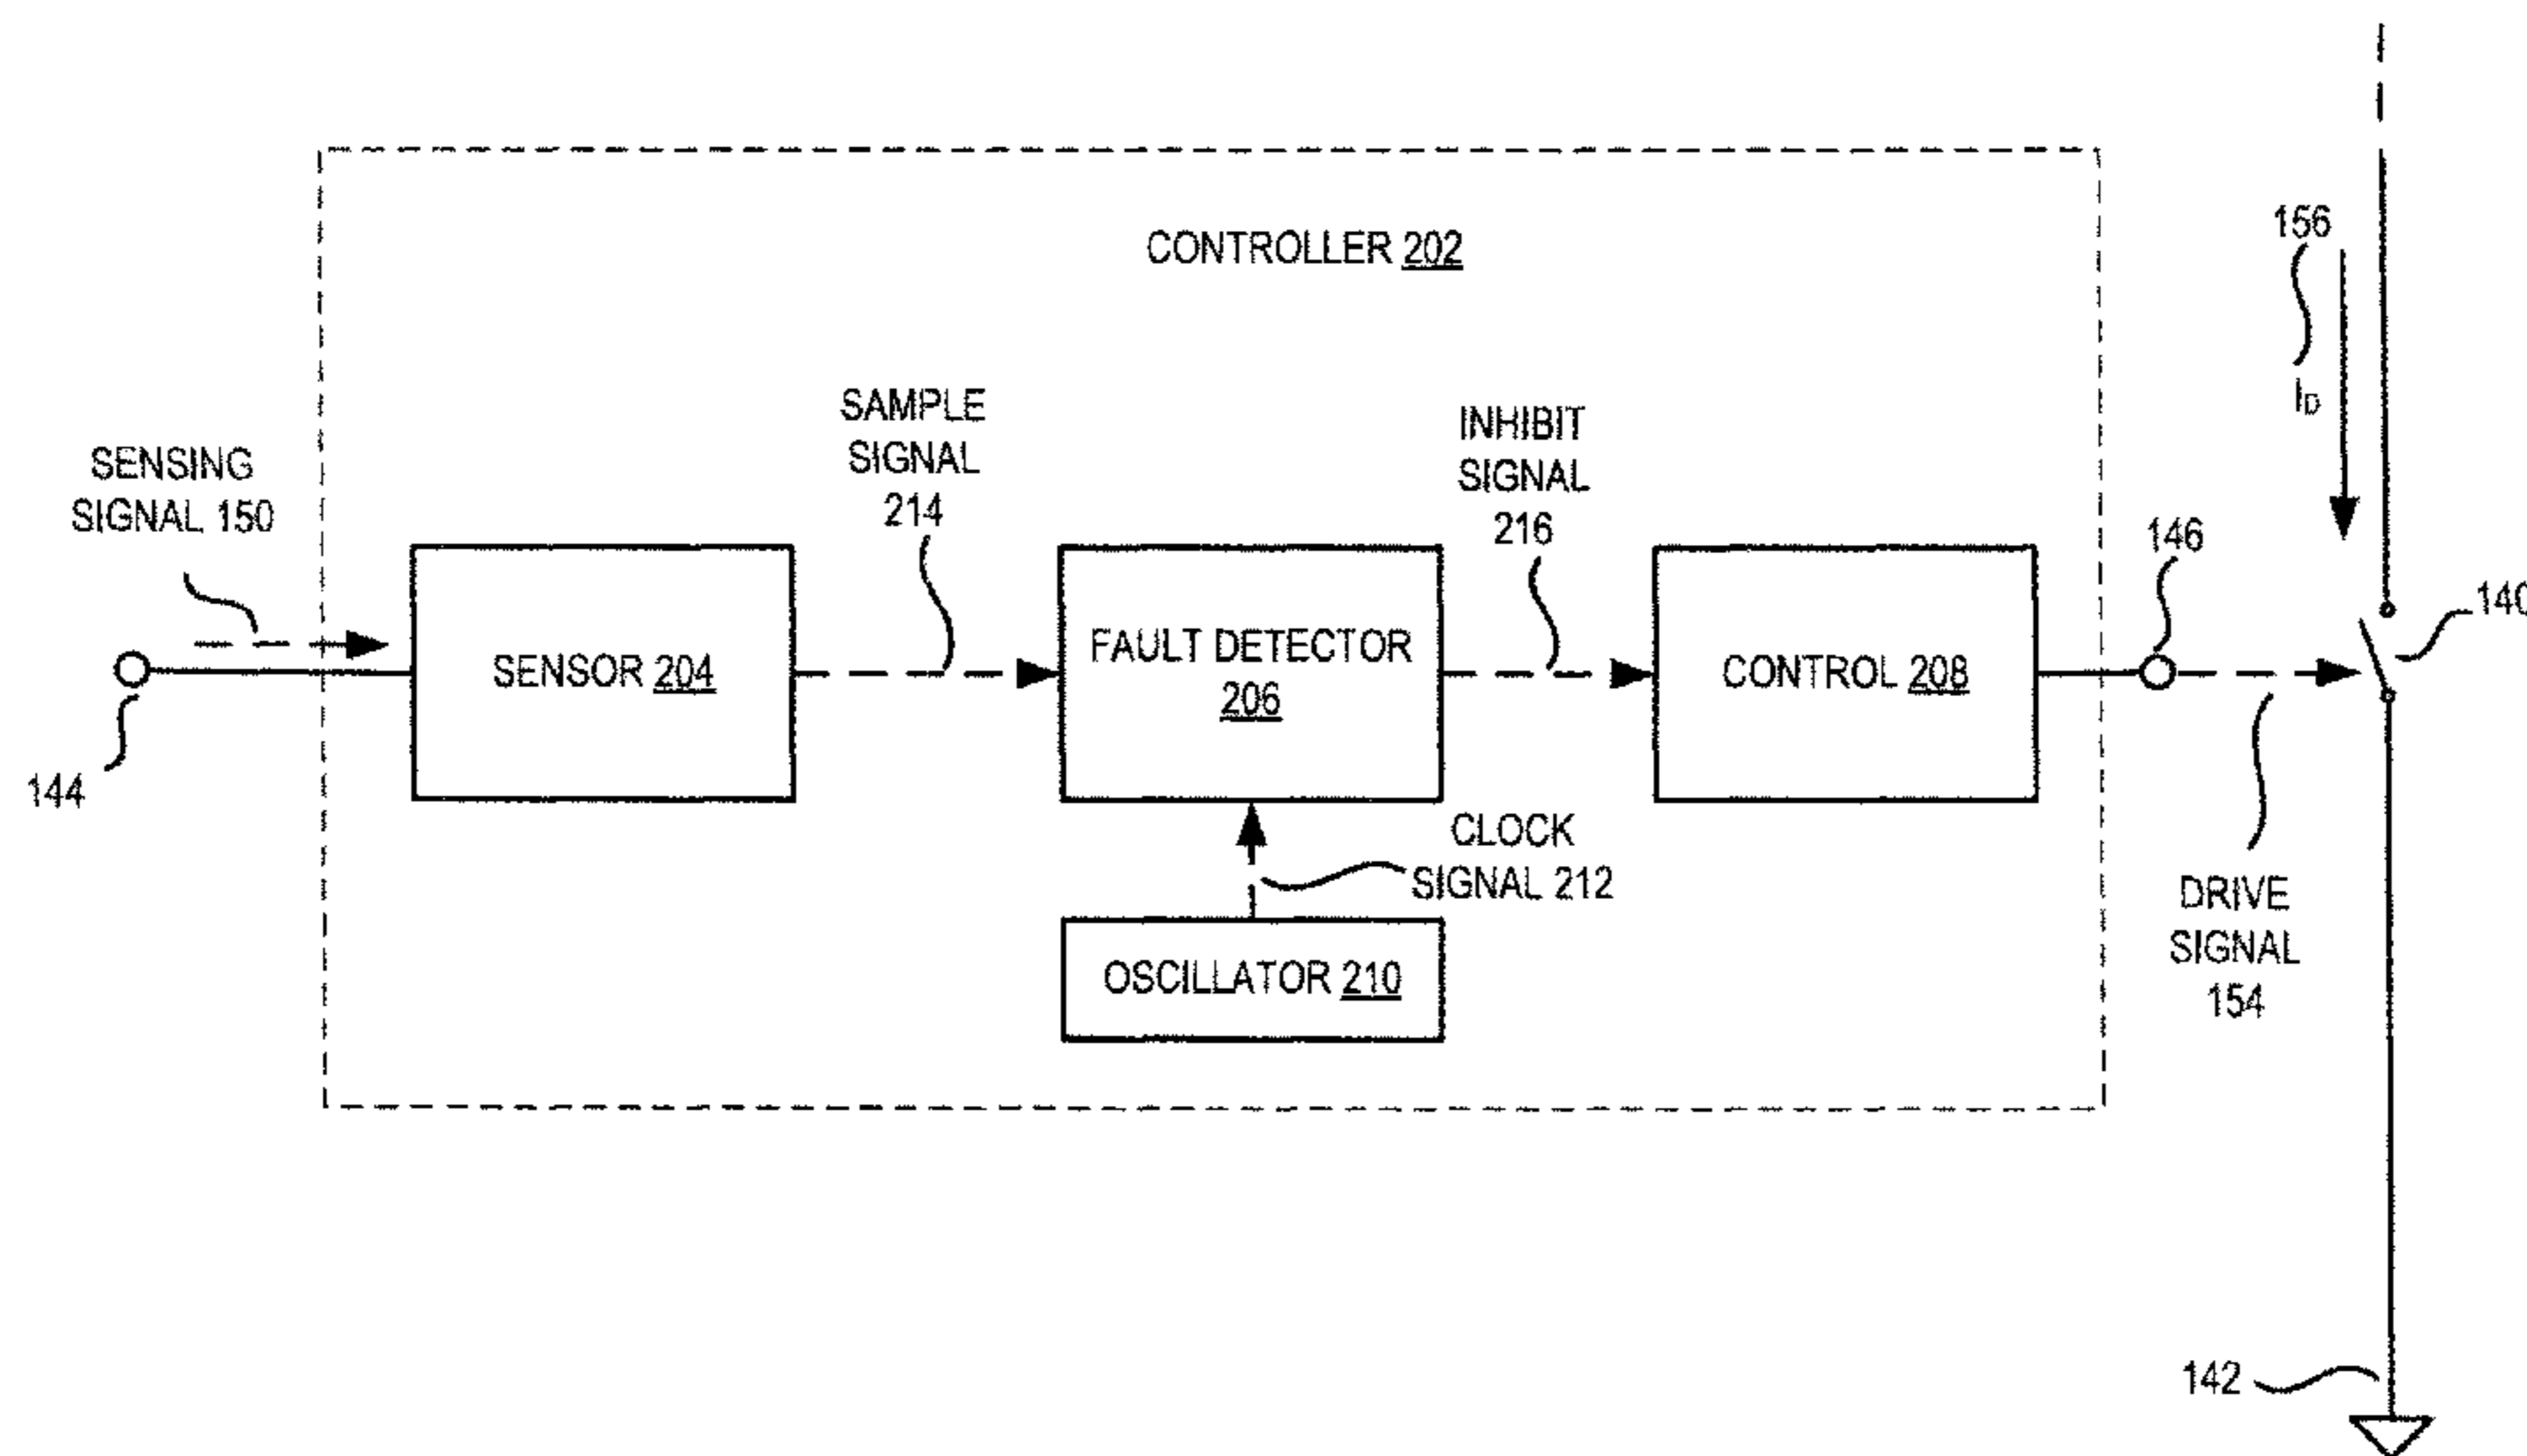 CONTROLLER 202
156
I_D
SAMPLE
SIGNAL
214
INHIBIT
SIGNAL
216
SENSING
SIGNAL 150
146
140
SENSOR 204
FAULT DETECTOR
206
CONTROL 208
144
CLOCK
SIGNAL 212
OSCILLATOR 210
DRIVE
SIGNAL
154
142